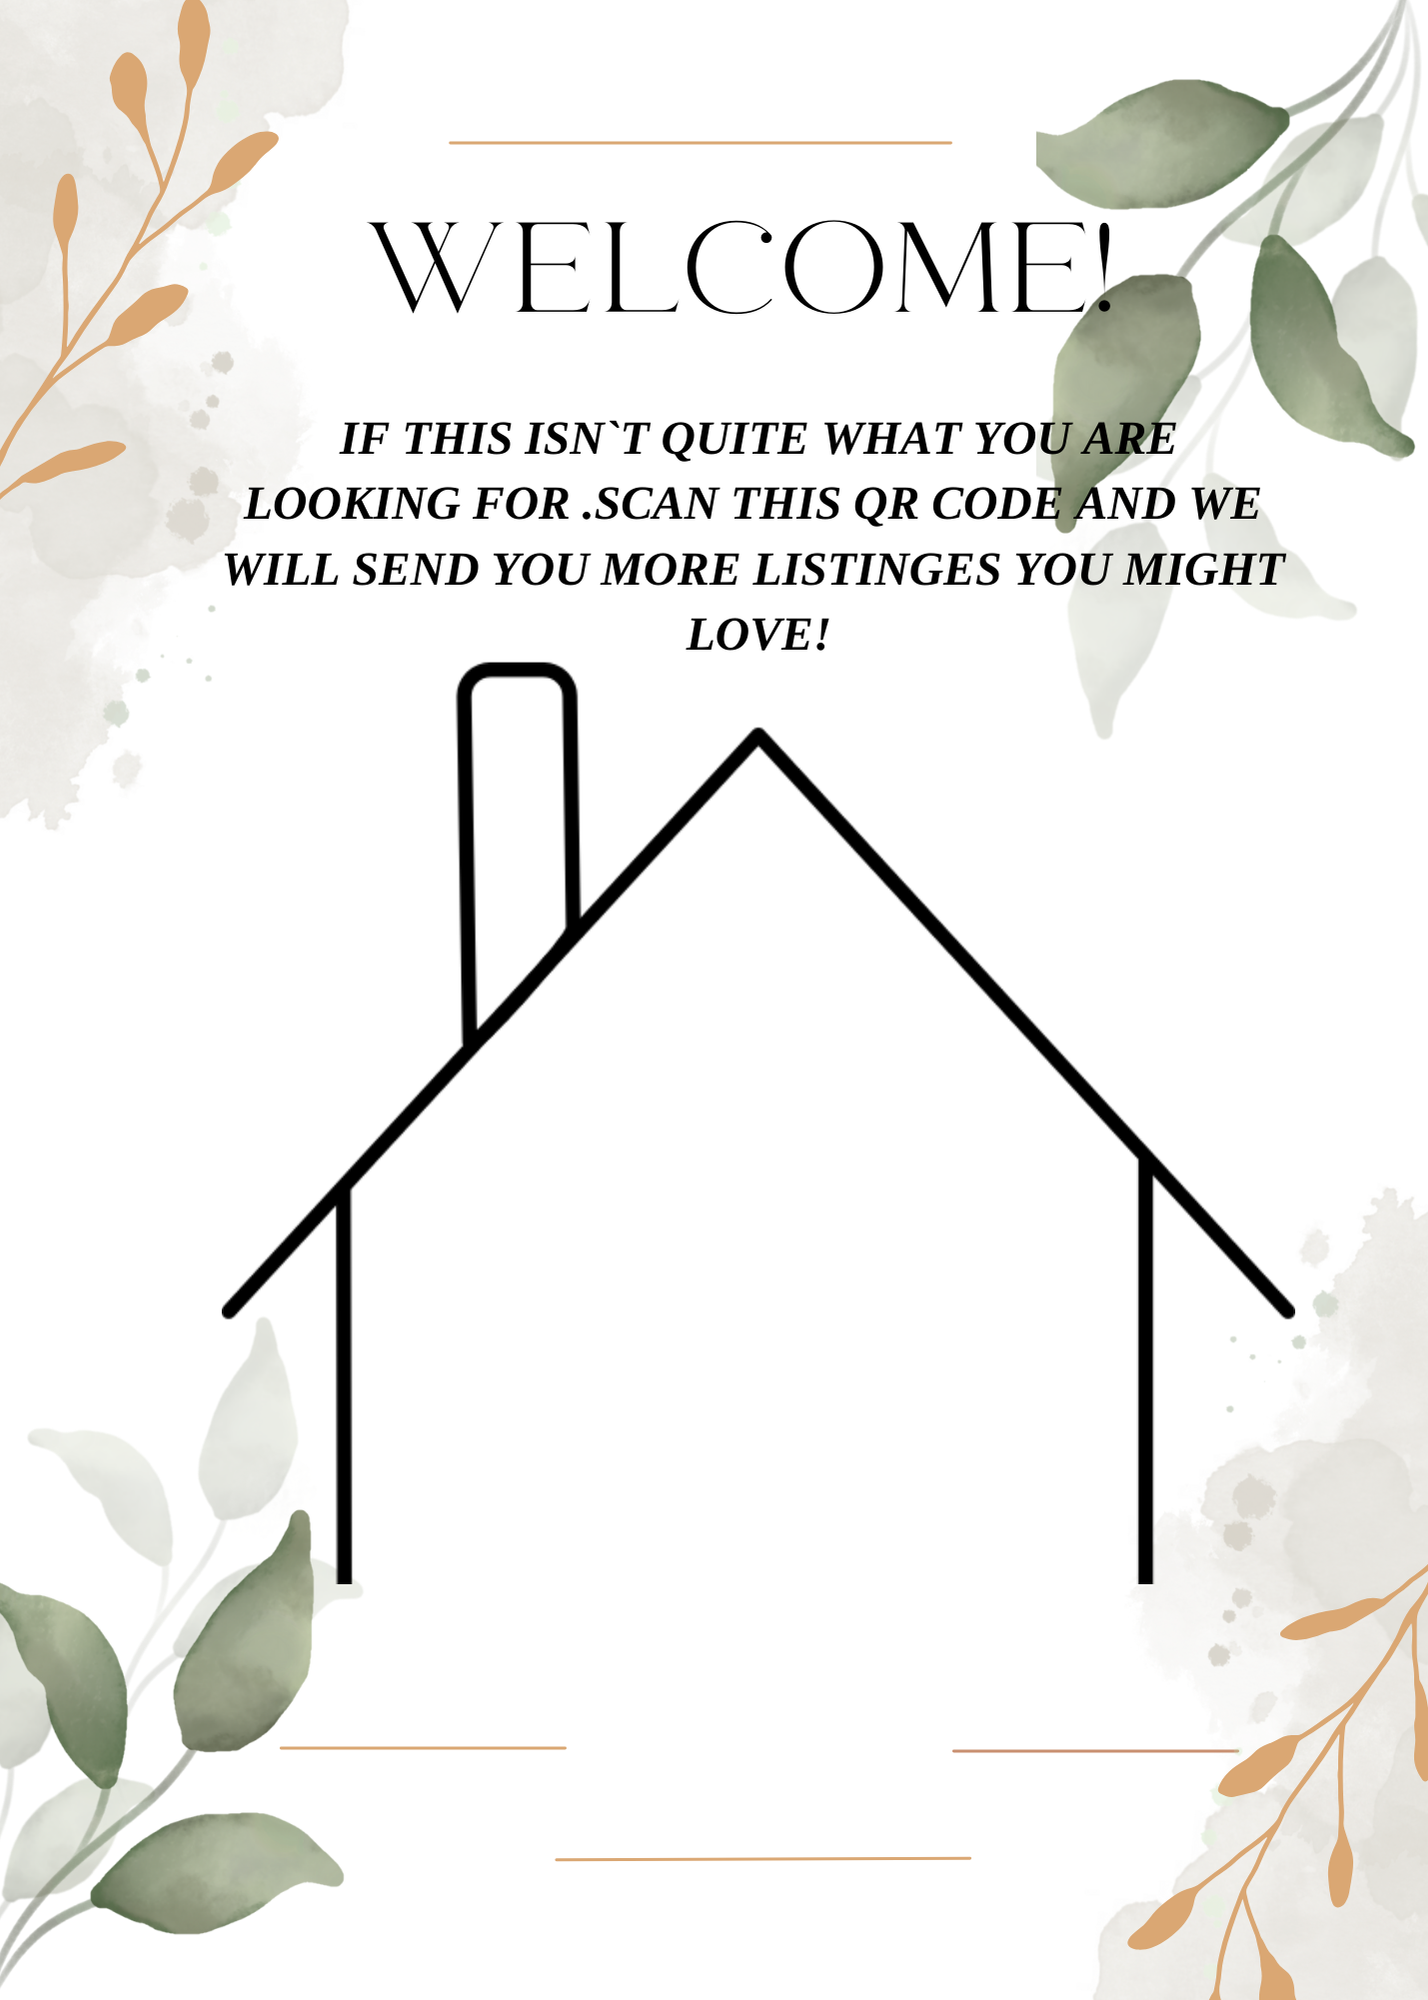 WELCOME!
IF THIS ISN`T QUITE WHAT YOU ARE
LOOKING FOR .SCAN THIS QR CODE AND WE
WILL SEND YOU MORE LISTINGES YOU MIGHT
LOVE!